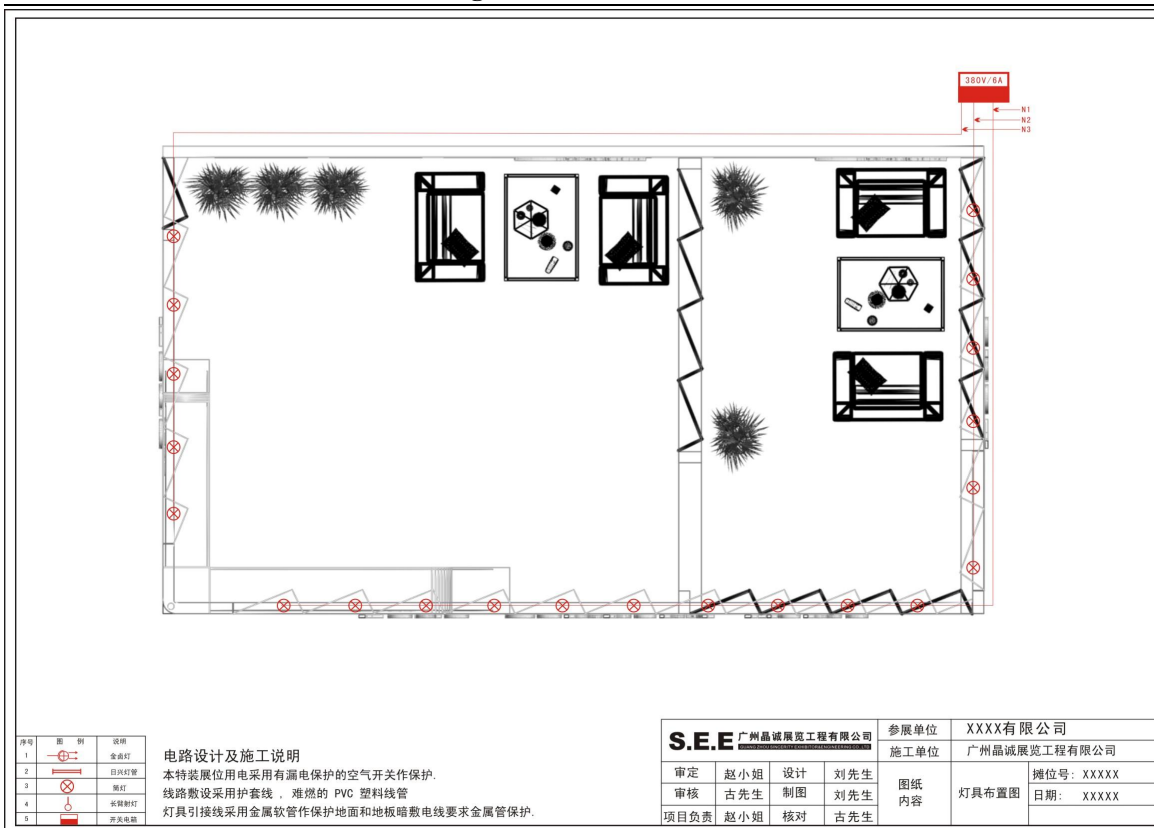 380V/6A
N1
N2
N3
序号 图 例 说明
1 金卤灯
2 日兴灯管
3 筒灯
4 长臂射灯
5 开关电箱
电路设计及施工说明
本特装展位用电采用有漏电保护的空气开关作保护.
线路敷设采用护套线 , 难燃的 PVC 塑料线管
灯具引接线采用金属软管作保护地面和地板暗敷电线要求金属管保护.
S.E.E 广州晶诚展览工程有限公司
GUANG ZHOU SINCERITY EXHIBITOR&ENGINEERING CO.,LTD
参展单位 XXXX有限公司
施工单位 广州晶诚展览工程有限公司
审定 赵小姐 设计 刘先生
审核 古先生 制图 刘先生
项目负责 赵小姐 核对 古先生
图纸内容 灯具布置图
摊位号: XXXXX
日期: XXXXX